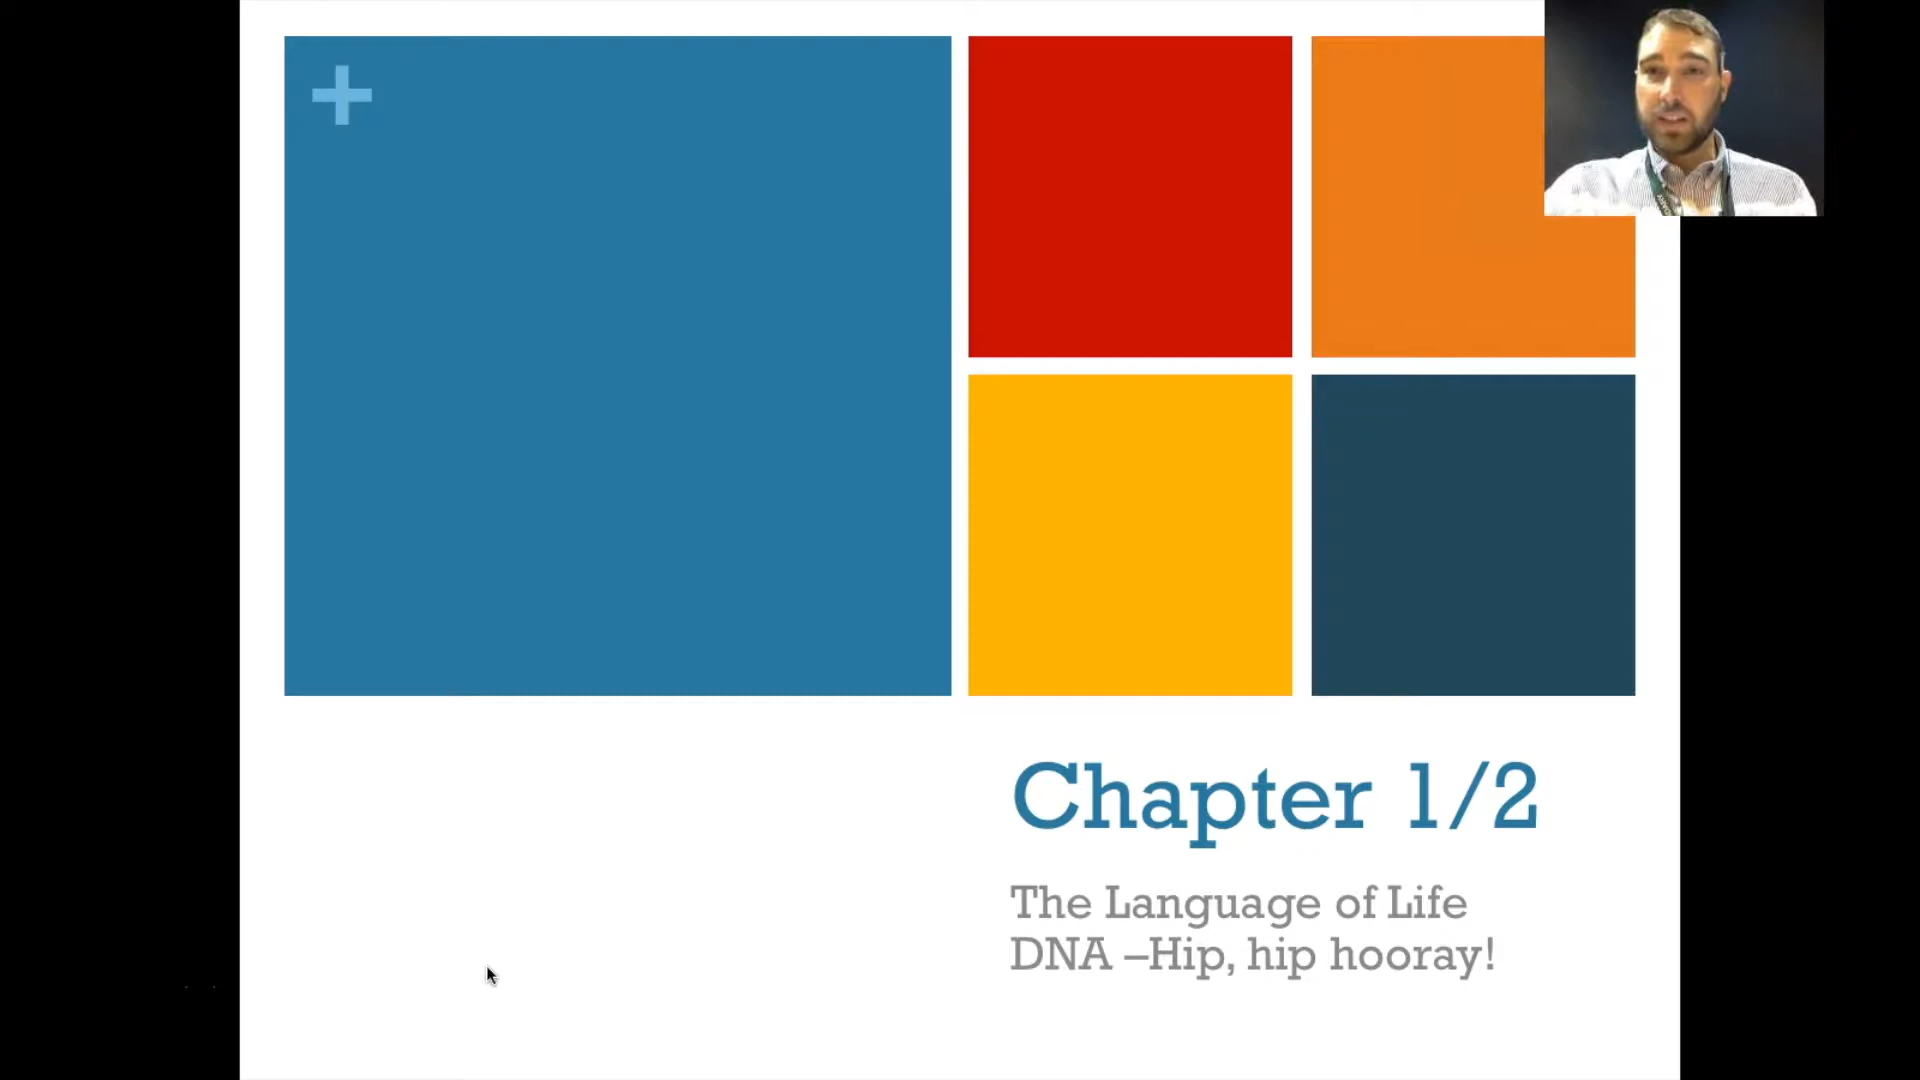 +
Chapter 1/2
The Language of Life
DNA –Hip, hip hooray!